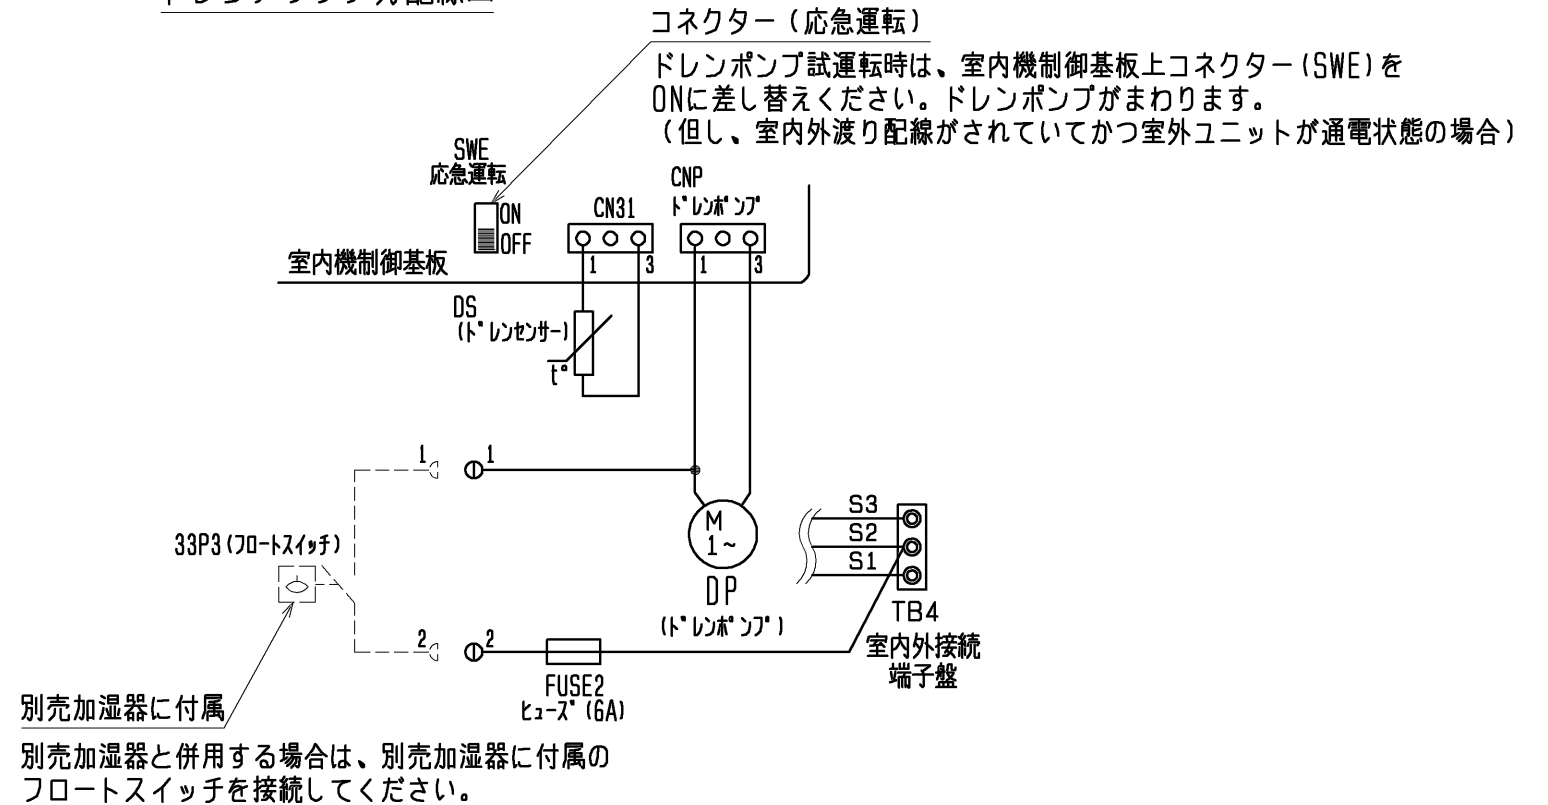 コネクター(応急運転)
ドレンポンプ試運転時は、室内機制御基板上コネクター(SWE)を
ONに差し替えください。ドレンポンプがまわります。
(但し、室内外渡り配線がされていてかつ室外ユニットが通電状態の場合)
SWE
応急運転
ON
OFF
CN31
1 3
CNP
ドレンポンプ
1 3
室内機制御基板
DS
(ドレンセンサー)
t°
1 1
33P3(フロートスイッチ)
M
1~
DP
(ドレンポンプ)
S3
S2
S1
TB4
室内外接続
端子盤
2 2
FUSE2
ヒューズ(6A)
別売加湿器に付属
別売加湿器と併用する場合は、別売加湿器に付属の
フロートスイッチを接続してください。